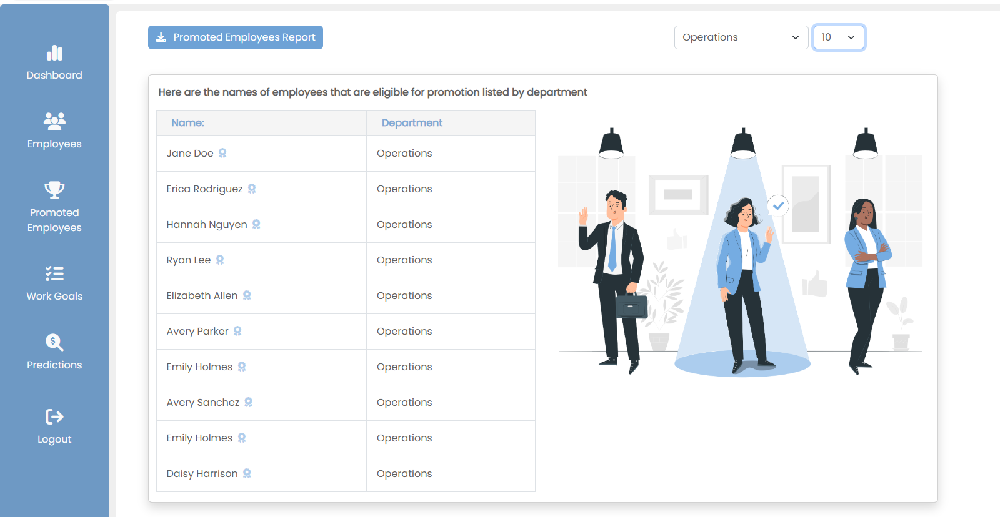 Dashboard
Employees
Promoted
Employees
Work Goals
Predictions
Logout
Promoted Employees Report
Operations
10
Here are the names of employees that are eligible for promotion listed by department
Name: Department
Jane Doe Operations
Erica Rodriguez Operations
Hannah Nguyen Operations
Ryan Lee Operations
Elizabeth Allen Operations
Avery Parker Operations
Emily Holmes Operations
Avery Sanchez Operations
Emily Holmes Operations
Daisy Harrison Operations